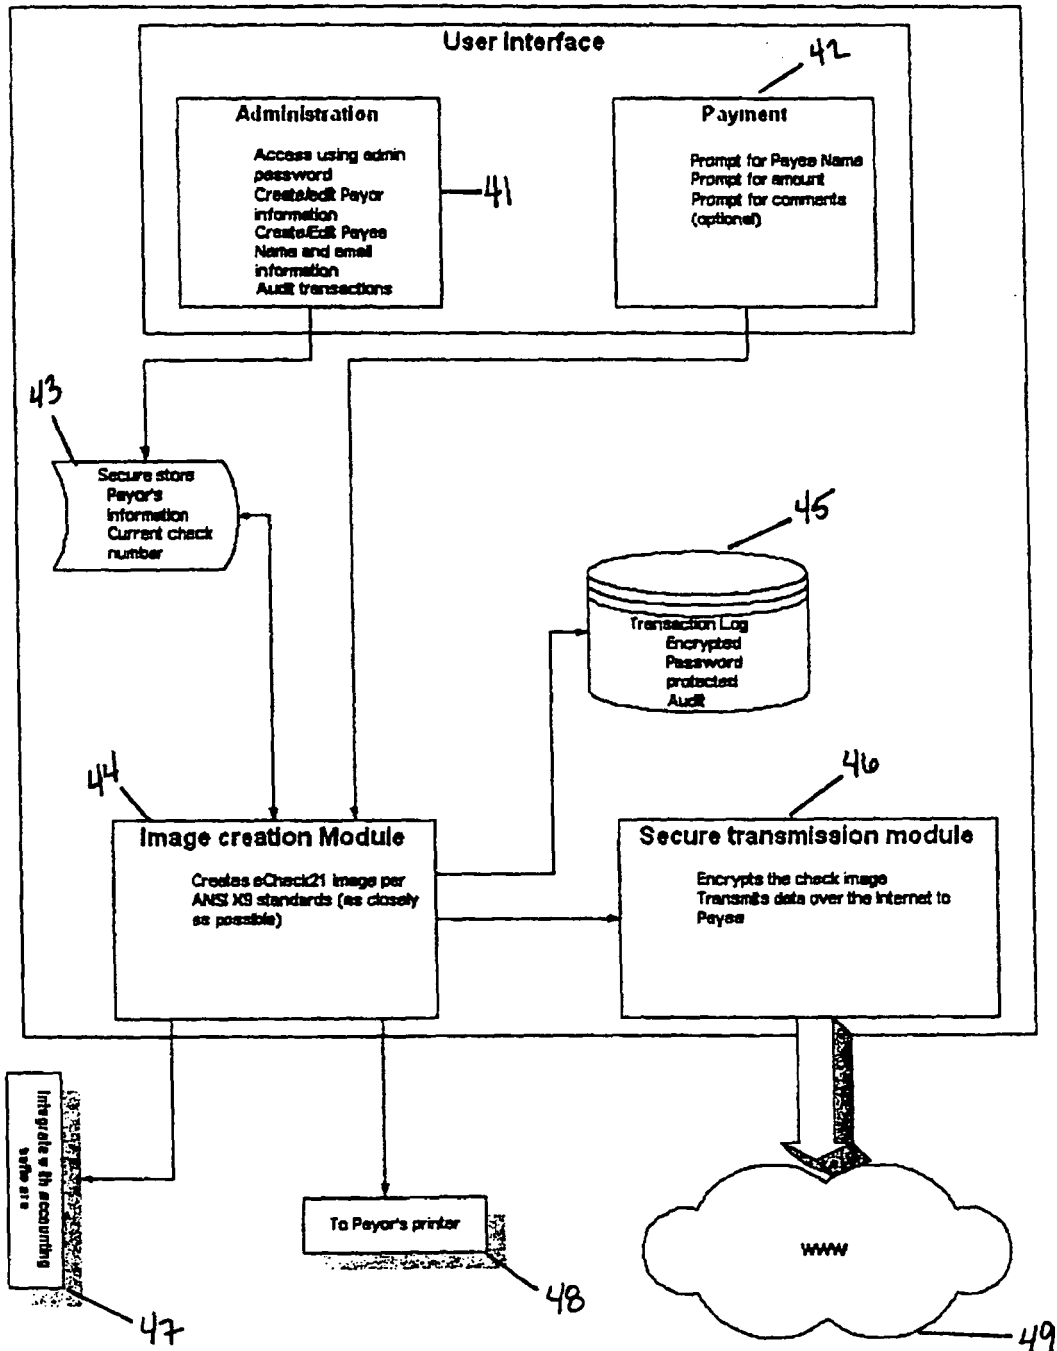 User Interface
42
Administration
Access using admin
password
Create/edit Payor
information
Create/Edit Payee
Name and email
information
Audit transactions
41
Payment
Prompt for Payee Name
Prompt for amount
Prompt for comments
(optional)
43
Secure store
Payor's
information
Current check
number
45
Transaction Log
Encrypted
Password
protected
Audit
44
Image creation Module
Creates eCheck21 image per
ANSI X9 standards (as closely
as possible)
46
Secure transmission module
Encrypts the check image
Transmits data over the Internet to
Payee
Integrate with accounting
47
To Payor's printer
48
www
49